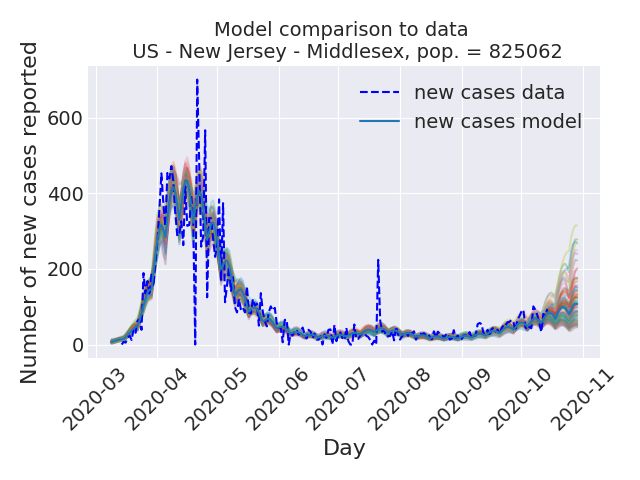 Model comparison to data
US - New Jersey - Middlesex, pop. = 825062
Number of new cases reported
new cases data
new cases model
600
400
200
0
2020-03
2020-04
2020-05
2020-06
2020-07
2020-08
2020-09
2020-10
2020-11
Day